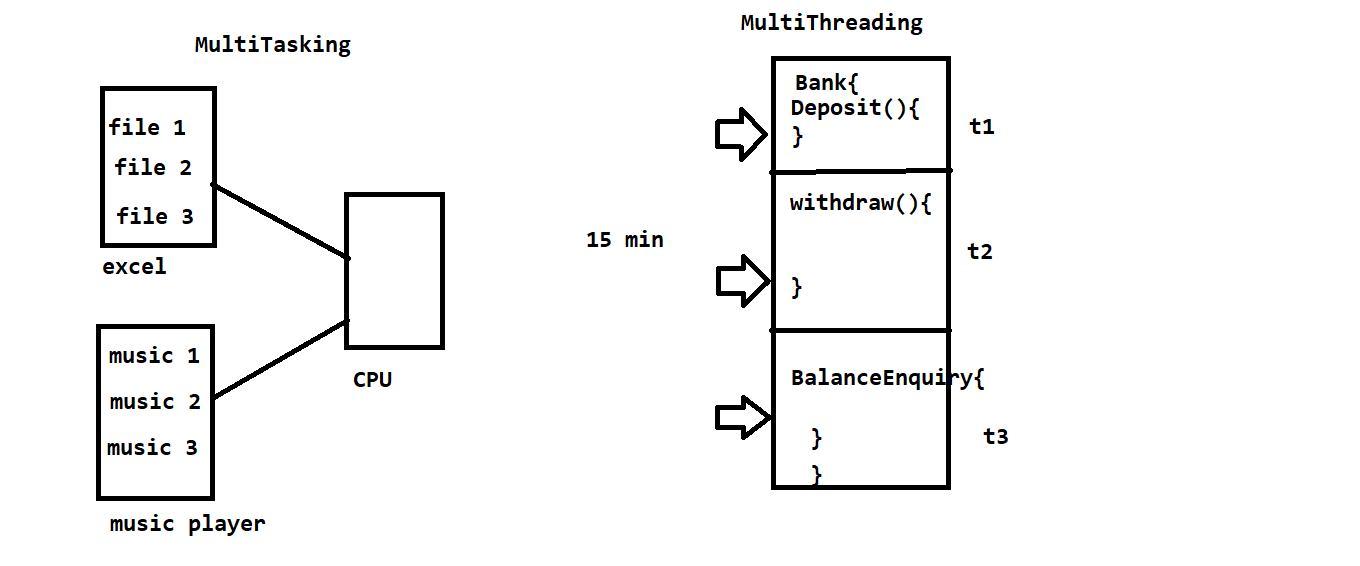 MultiTasking
file 1
file 2
file 3
excel
music 1
music 2
music 3
music player
CPU
MultiThreading
15 min
Bank{
Deposit(){
}
t1
withdraw(){
}
t2
BalanceEnquiry{
}
}
t3